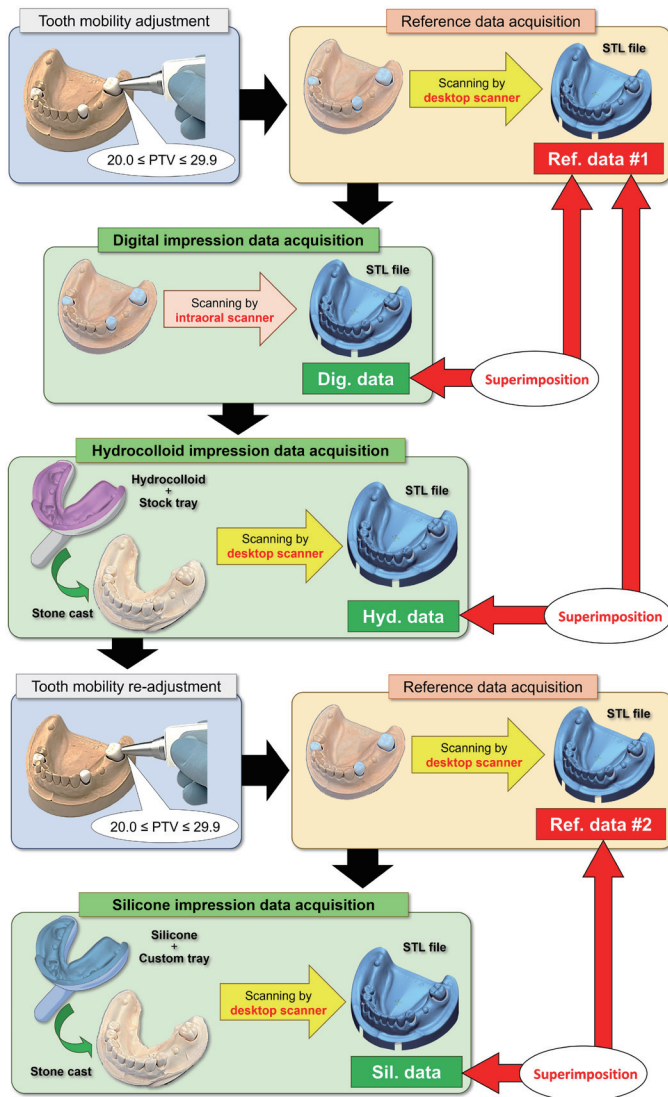 Tooth mobility adjustment
20.0 ≤ PTV ≤ 29.9
Reference data acquisition
STL file
Scanning by
desktop scanner
Ref. data #1
Digital impression data acquisition
STL file
Scanning by
intraoral scanner
Dig. data
Superimposition
Hydrocolloid impression data acquisition
Hydrocolloid
+
Stock tray
STL file
Scanning by
desktop scanner
Stone cast
Hyd. data
Superimposition
Tooth mobility re-adjustment
20.0 ≤ PTV ≤ 29.9
Reference data acquisition
STL file
Scanning by
desktop scanner
Ref. data #2
Silicone impression data acquisition
Silicone
+
Custom tray
STL file
Scanning by
desktop scanner
Stone cast
Sil. data
Superimposition